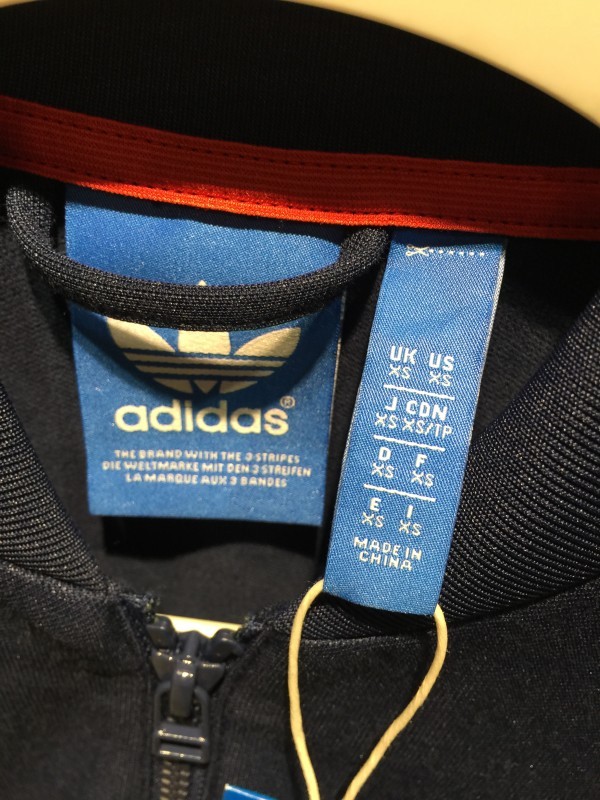 adidas®
THE BRAND WITH THE 3 STRIPES
DIE WELTMARKE MIT DEN 3 STREIFEN
LA MARQUE AUX 3 BANDES
UK US
XS XS
J CDN
XS XS/TP
D F
XS XS
E I
XS XS
MADE IN
CHINA